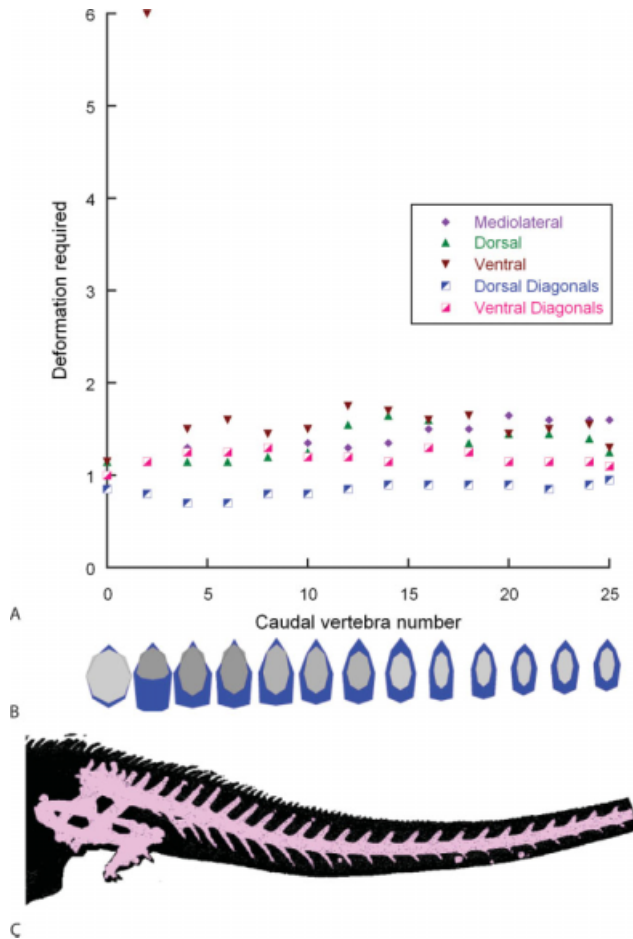 6
5
4
3
2
1
0
Deformation required
Mediolateral
Dorsal
Ventral
Dorsal Diagonals
Ventral Diagonals
0 5 10 15 20 25
Caudal vertebra number
A
B
C